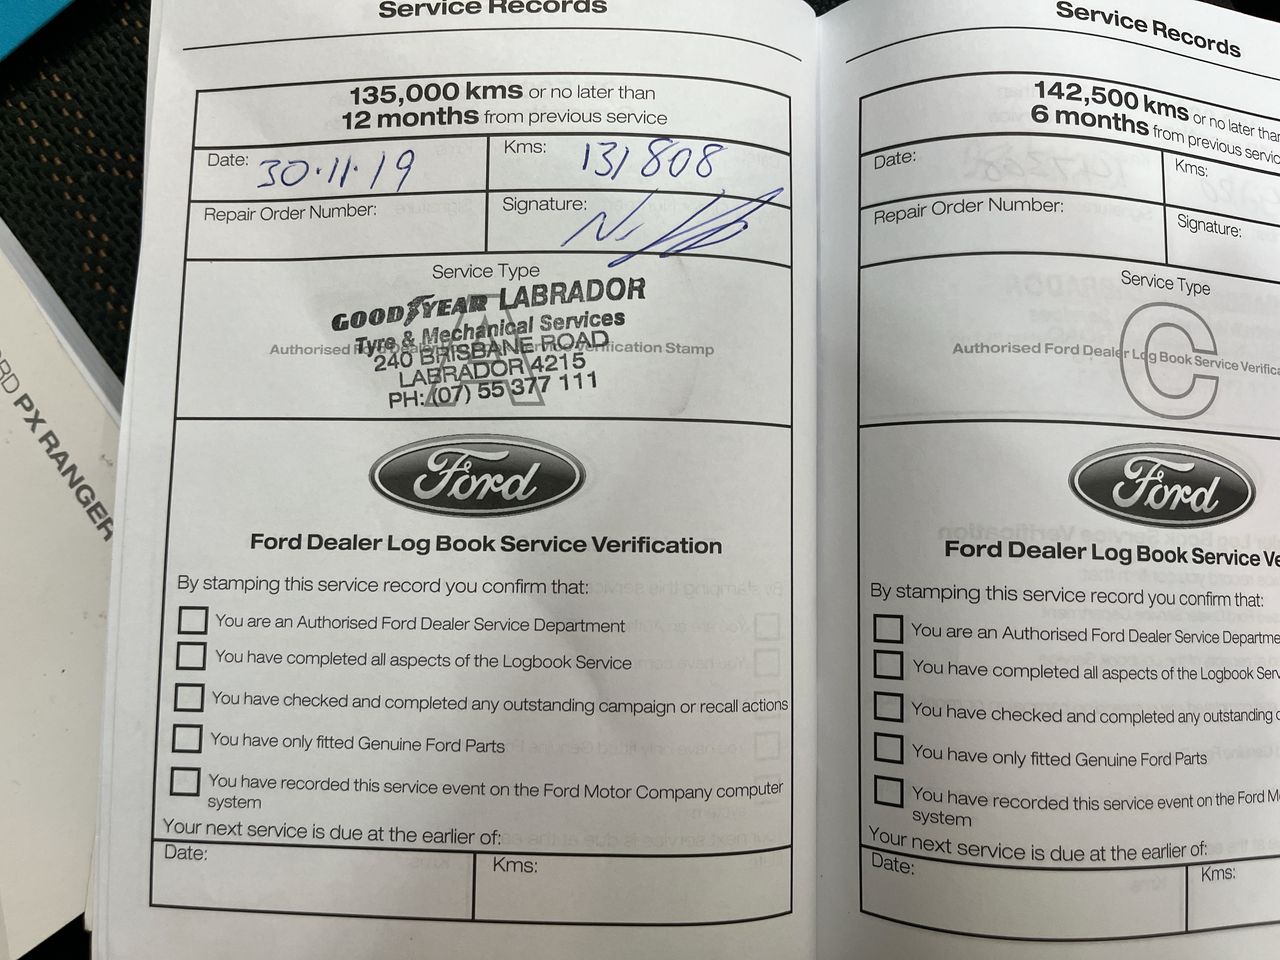 Service Records
135,000 kms or no later than
12 months from previous service
Date: 30·11·19
Kms: 131808
Repair Order Number:
Signature:
Service Type
A
Authorised Ford Dealer Log Book Service Verification Stamp
GOODYEAR LABRADOR
Tyre & Mechanical Services
240 BRISBANE ROAD
LABRADOR 4215
PH: (07) 55 377 111
Ford
Ford Dealer Log Book Service Verification
By stamping this service record you confirm that:
You are an Authorised Ford Dealer Service Department
You have completed all aspects of the Logbook Service
You have checked and completed any outstanding campaign or recall actions
You have only fitted Genuine Ford Parts
You have recorded this service event on the Ford Motor Company computer
system
Your next service is due at the earlier of:
Date:
Kms:
Service Records
142,500 kms or no later than
6 months from previous servic
Date:
Kms:
Repair Order Number:
Signature:
Service Type
C
Authorised Ford Dealer Log Book Service Verifica
Ford
Ford Dealer Log Book Service Ve
By stamping this service record you confirm that:
You are an Authorised Ford Dealer Service Departme
You have completed all aspects of the Logbook Serv
You have checked and completed any outstanding c
You have only fitted Genuine Ford Parts
You have recorded this service event on the Ford M
system
Your next service is due at the earlier of:
Date:
Kms:
ORD PX RANGER